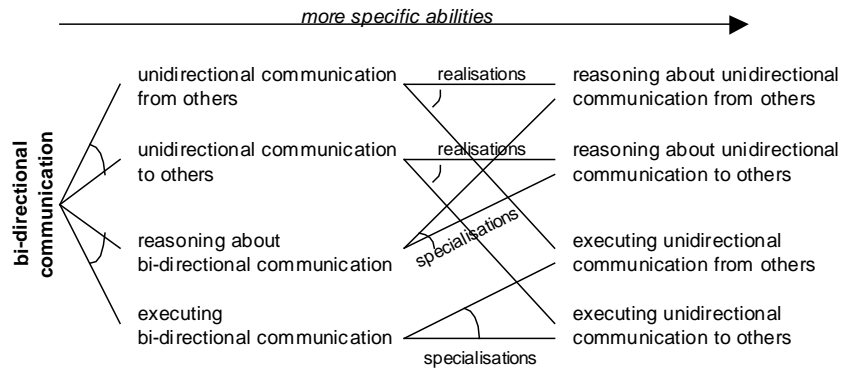 more specific abilities
unidirectional communication
from others
realisations
reasoning about unidirectional
communication from others
unidirectional communication
to others
realisations
reasoning about unidirectional
communication to others
bi-directional
communication
reasoning about
bi-directional communication
specialisations
executing unidirectional
communication from others
executing
bi-directional communication
specialisations
executing unidirectional
communication to others